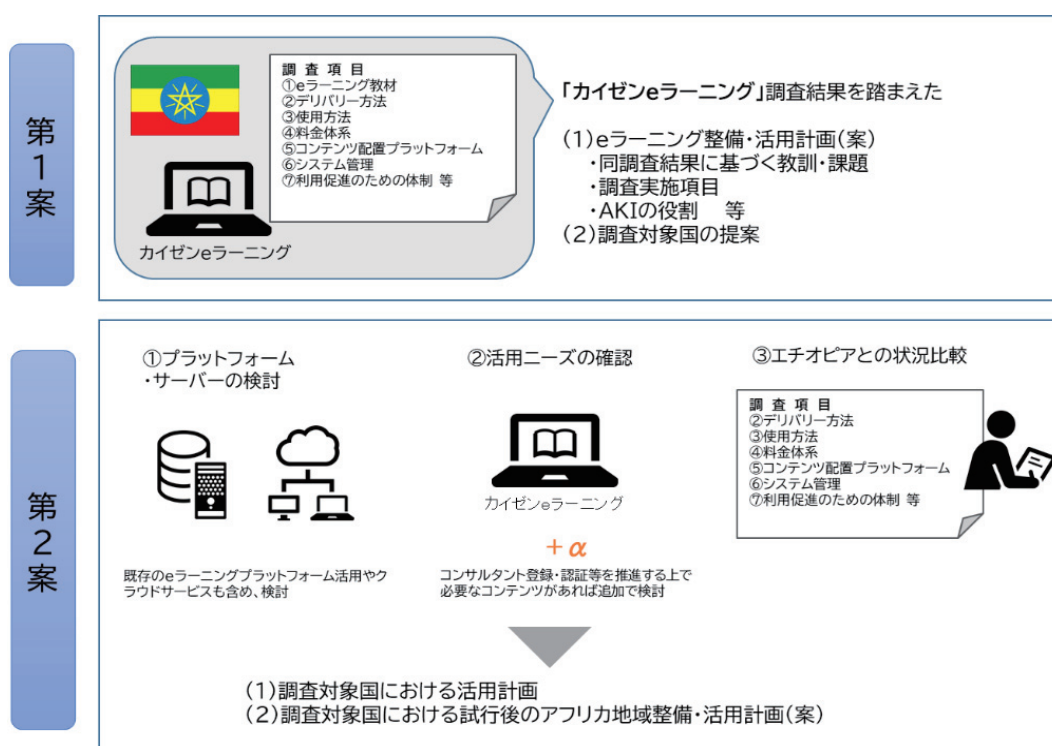 第
1
案
調 査 項 目
①eラーニング教材
②デリバリー方法
③使用方法
④料金体系
⑤コンテンツ配置プラットフォーム
⑥システム管理
⑦利用促進のための体制 等
カイゼンeラーニング
「カイゼンeラーニング」調査結果を踏まえた
(1)eラーニング整備・活用計画(案)
・同調査結果に基づく教訓・課題
・調査実施項目
・AKIの役割 等
(2)調査対象国の提案
第
2
案
①プラットフォーム
・サーバーの検討
既存のeラーニングプラットフォーム活用やク
ラウドサービスも含め、検討
②活用ニーズの確認
カイゼンeラーニング
+α
コンサルタント登録・認証等を推進する上で
必要なコンテンツがあれば追加で検討
③エチオピアとの状況比較
調 査 項 目
②デリバリー方法
③使用方法
④料金体系
⑤コンテンツ配置プラットフォーム
⑥システム管理
⑦利用促進のための体制 等
(1)調査対象国における活用計画
(2)調査対象国における試行後のアフリカ地域整備・活用計画(案)